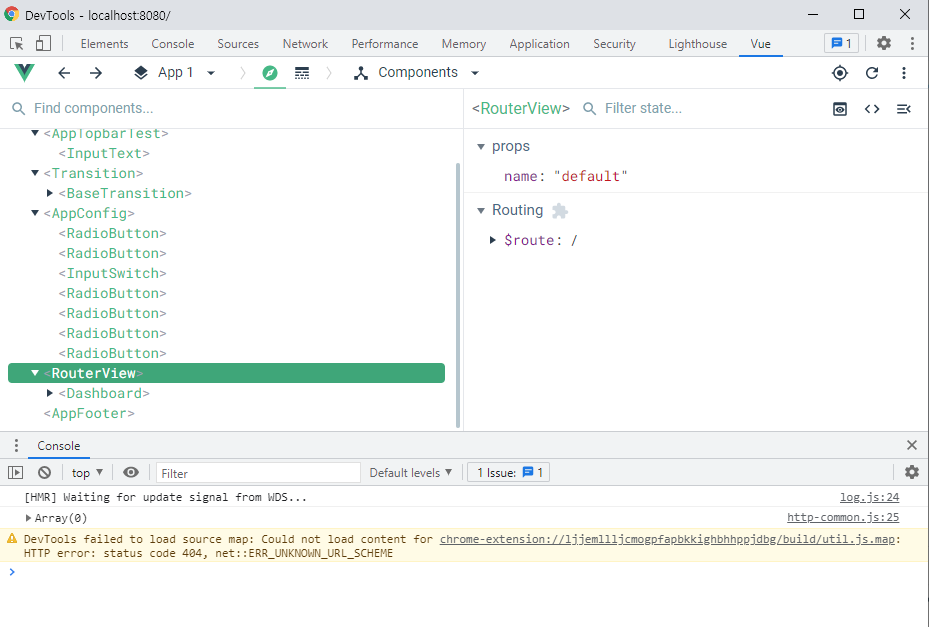 DevTools - localhost:8080/
Elements Console Sources Network Performance Memory Application Security Lighthouse Vue 1
App 1 Components
Find components...
<AppTopbarTest>
<InputText>
<Transition>
<BaseTransition>
<AppConfig>
<RadioButton>
<RadioButton>
<InputSwitch>
<RadioButton>
<RadioButton>
<RadioButton>
<RadioButton>
<RouterView>
<Dashboard>
<AppFooter>
<RouterView> Filter state...
props
name: "default"
Routing
$route: /
Console
top Filter Default levels 1 Issue: 1
[HMR] Waiting for update signal from WDS... log.js:24
Array(0) http-common.js:25
DevTools failed to load source map: Could not load content for chrome-extension://ljjemllljcmogpfapbkkighbhhppjdbg/build/util.js.map:
HTTP error: status code 404, net::ERR_UNKNOWN_URL_SCHEME